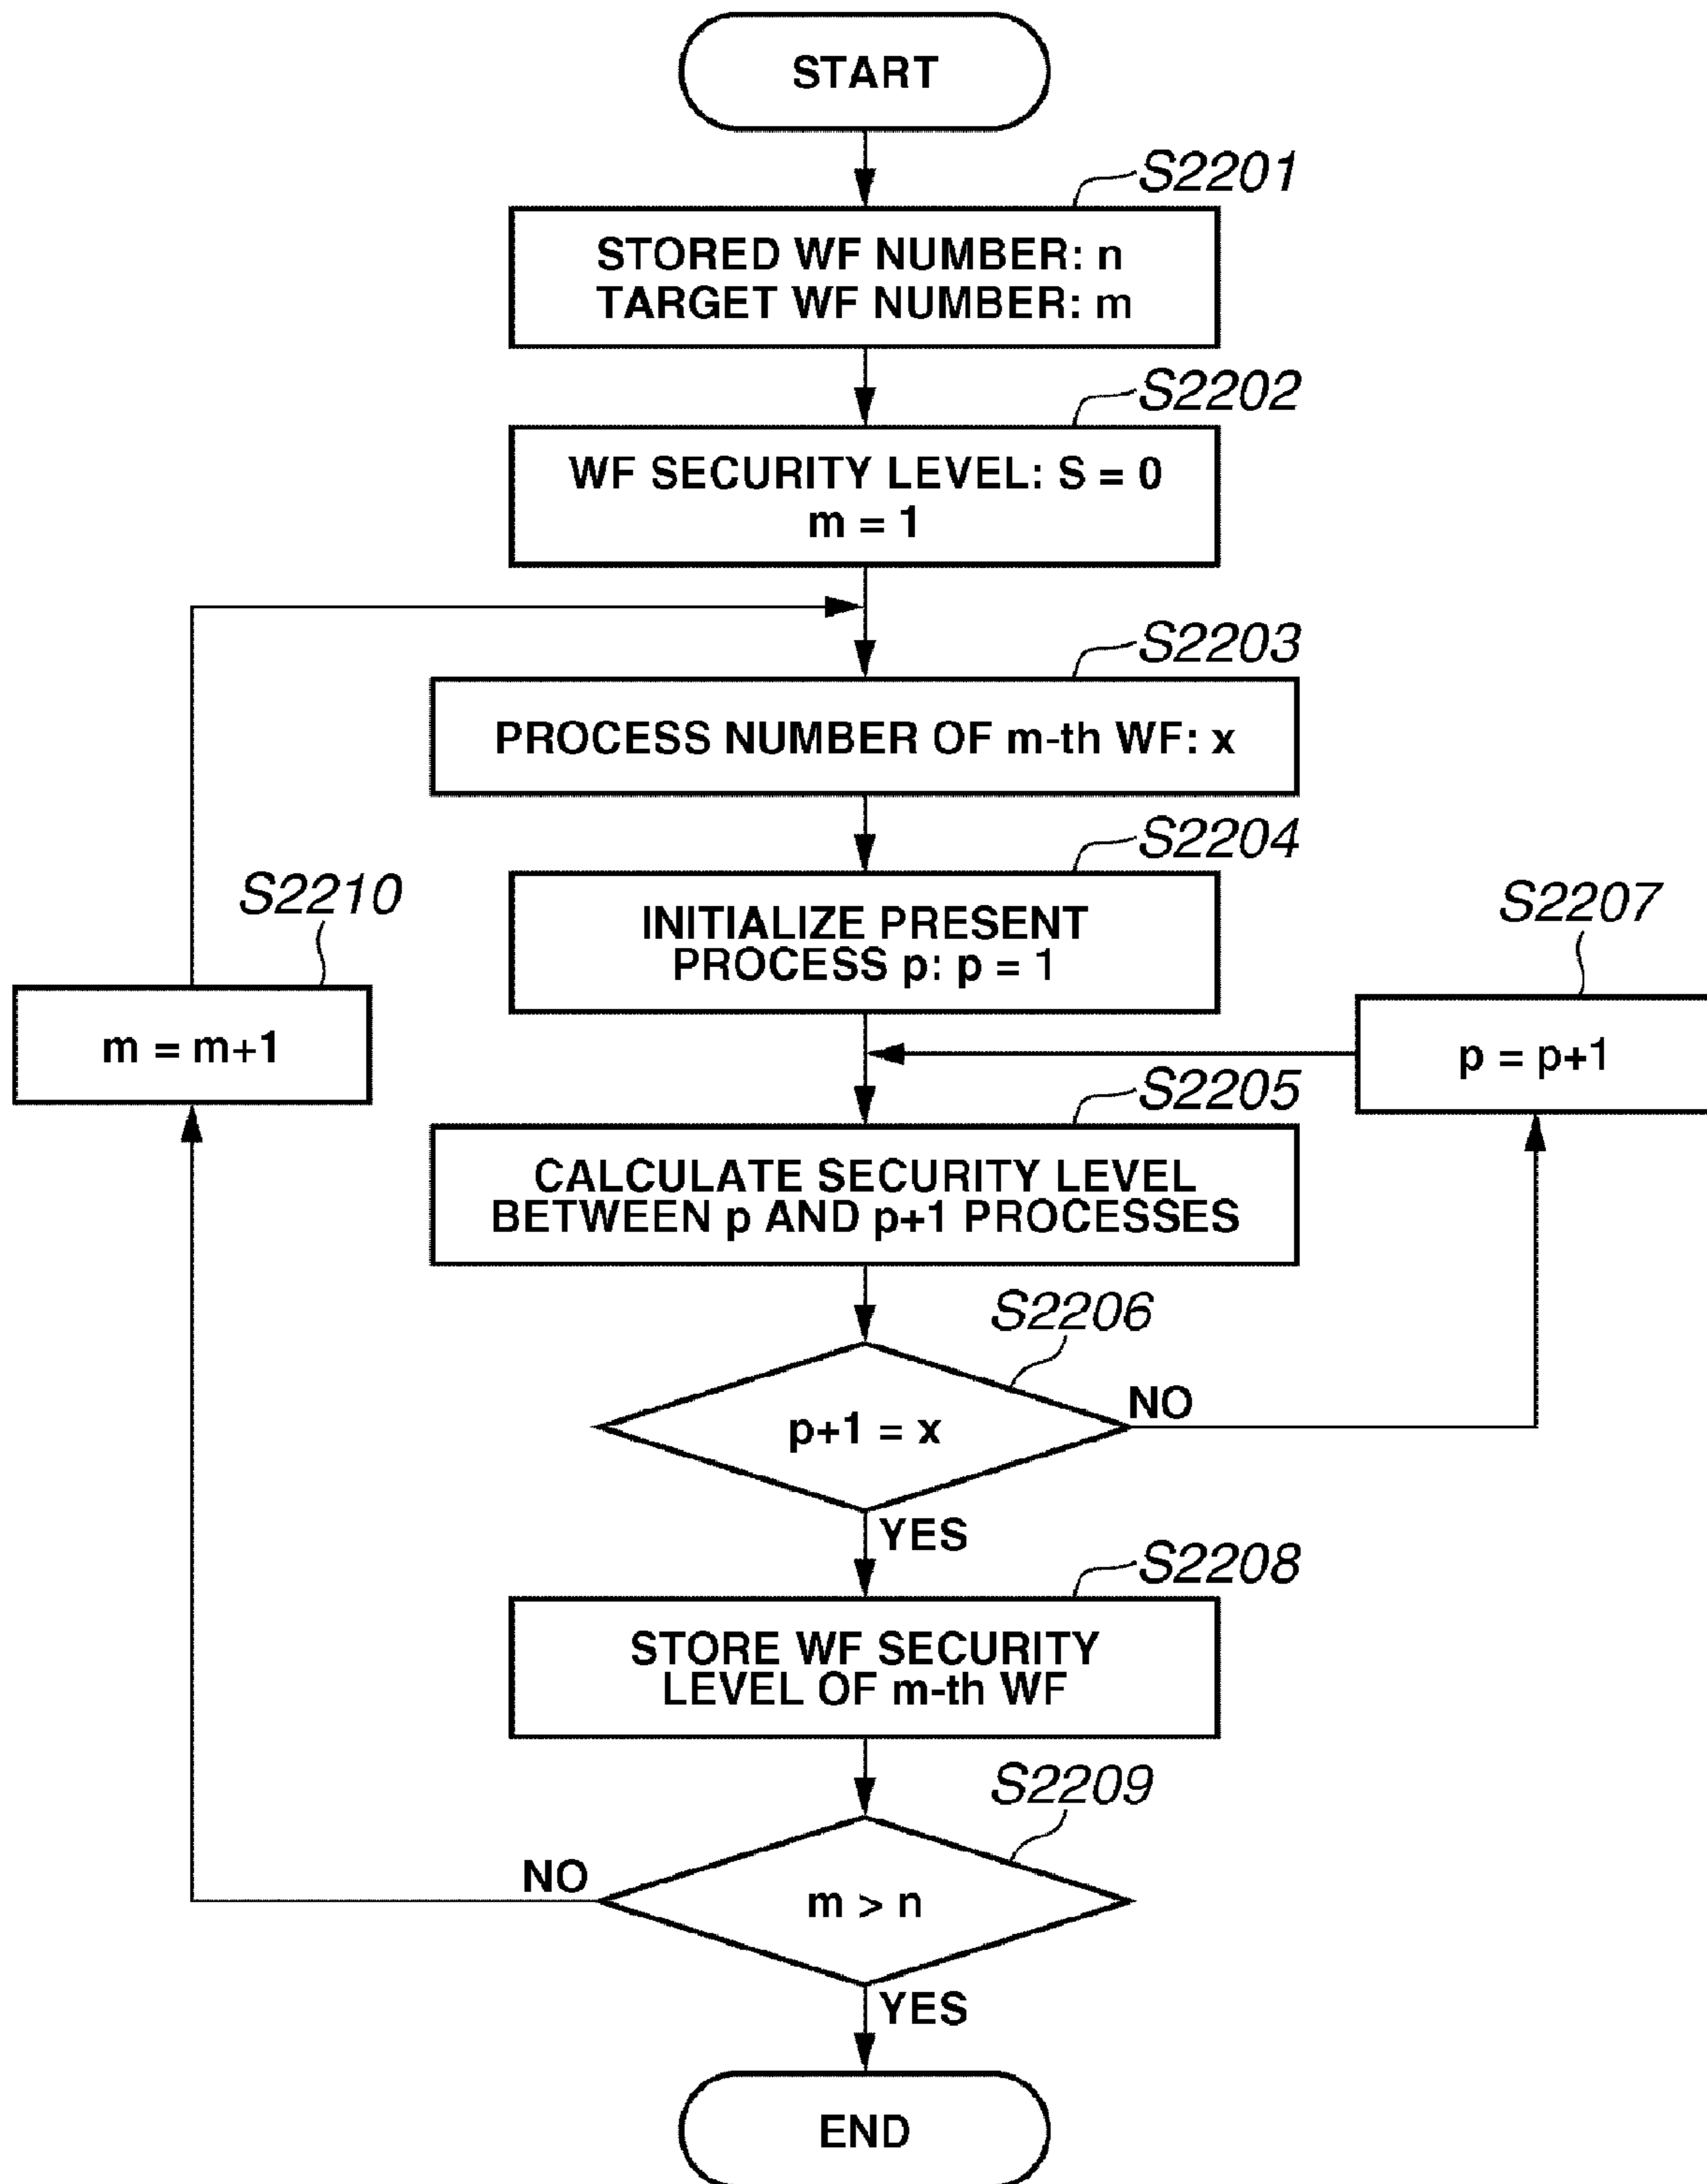 START
S2201
STORED WF NUMBER: n
TARGET WF NUMBER: m
S2202
WF SECURITY LEVEL: S = 0
m = 1
S2203
PROCESS NUMBER OF m-th WF: x
S2204
INITIALIZE PRESENT
PROCESS p: p = 1
S2210
m = m+1
S2207
p = p+1
S2205
CALCULATE SECURITY LEVEL
BETWEEN p AND p+1 PROCESSES
S2206
p+1 = x
NO
YES
S2208
STORE WF SECURITY
LEVEL OF m-th WF
S2209
m > n
NO
YES
END